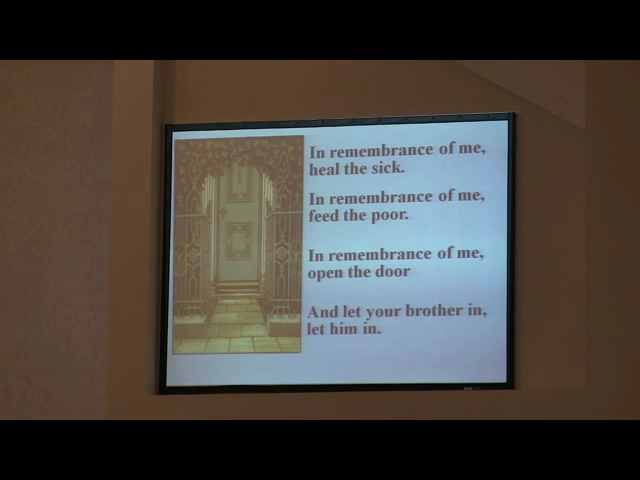 In remembrance of me,
heal the sick.
In remembrance of me,
feed the poor.
In remembrance of me,
open the door
And let your brother in,
let him in.